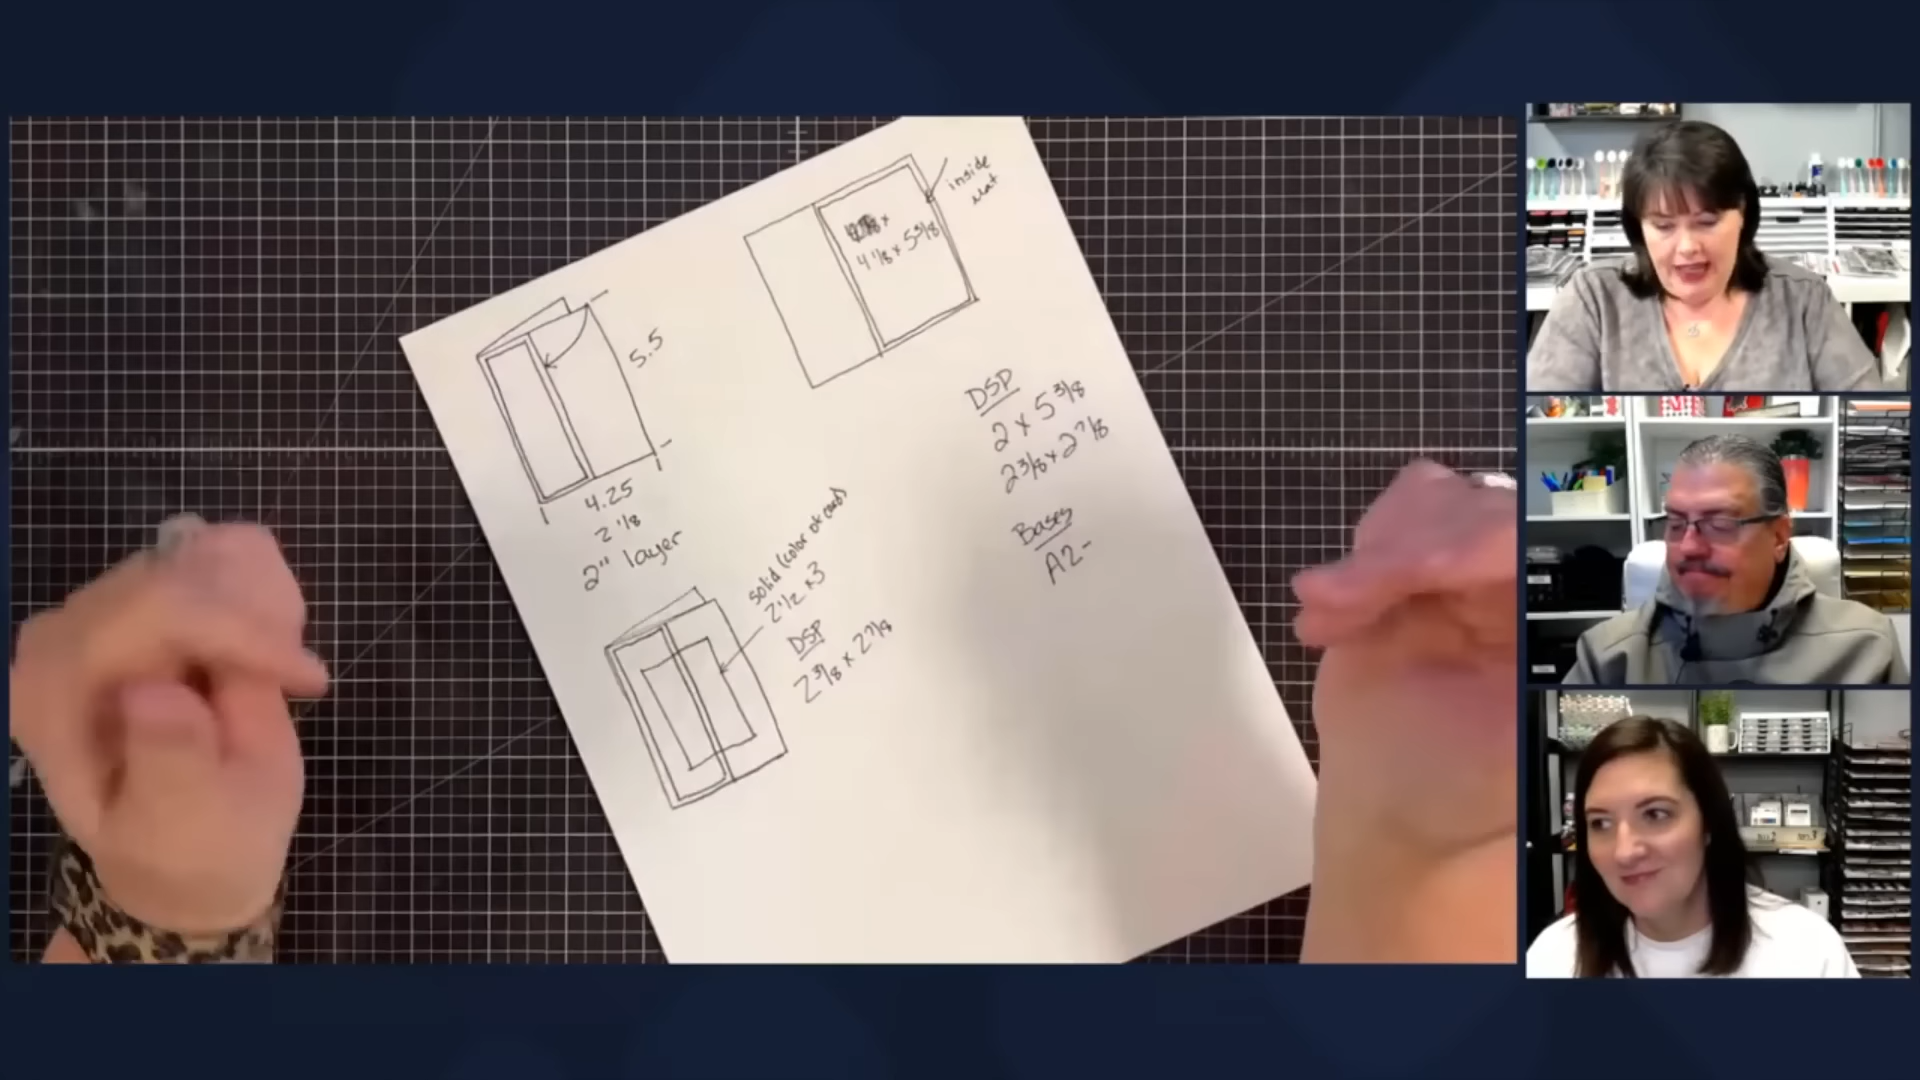 inside
mat
4 1/8 x 5 3/8
5.5
4.25
2 1/8
2" layer
solid (color of card)
2 1/2 x 3
DSP
2 3/8 x 2 7/8
DSP
2 x 5 3/8
2 3/8 x 2 7/8
Bases
A2-